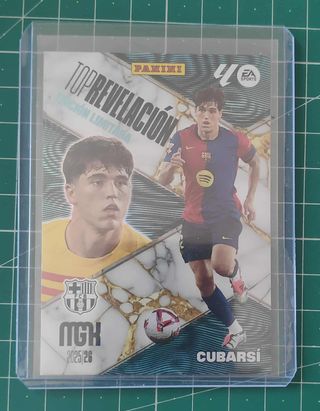 PANINI
TOP REVELACIÓN
EDICIÓN LIMITADA
EA
SPORTS
MGK
2025/26
CUBARSÍ